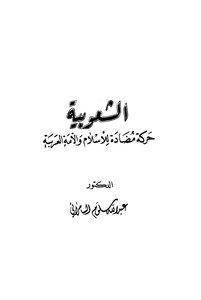 الشعوبية
حركة مضادة للإسلام والأمة العربية
الدكتور
عبد الله سلوم السامرائي